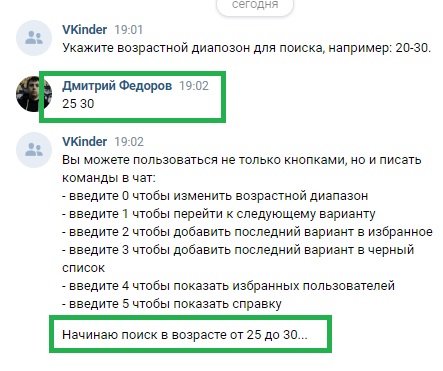 сегодня
VKinder 19:01
Укажите возрастной диапозон для поиска, например: 20-30.
Дмитрий Федоров 19:02
25 30
VKinder 19:02
Вы можете пользоваться не только кнопками, но и писать
команды в чат:
- введите 0 чтобы изменить возрастной диапазон
- введите 1 чтобы перейти к следующему варианту
- введите 2 чтобы добавить последний вариант в избранное
- введите 3 чтобы добавить последний вариант в черный
список
- введите 4 чтобы показать избранных пользователей
- введите 5 чтобы показать справку
Начинаю поиск в возрасте от 25 до 30...